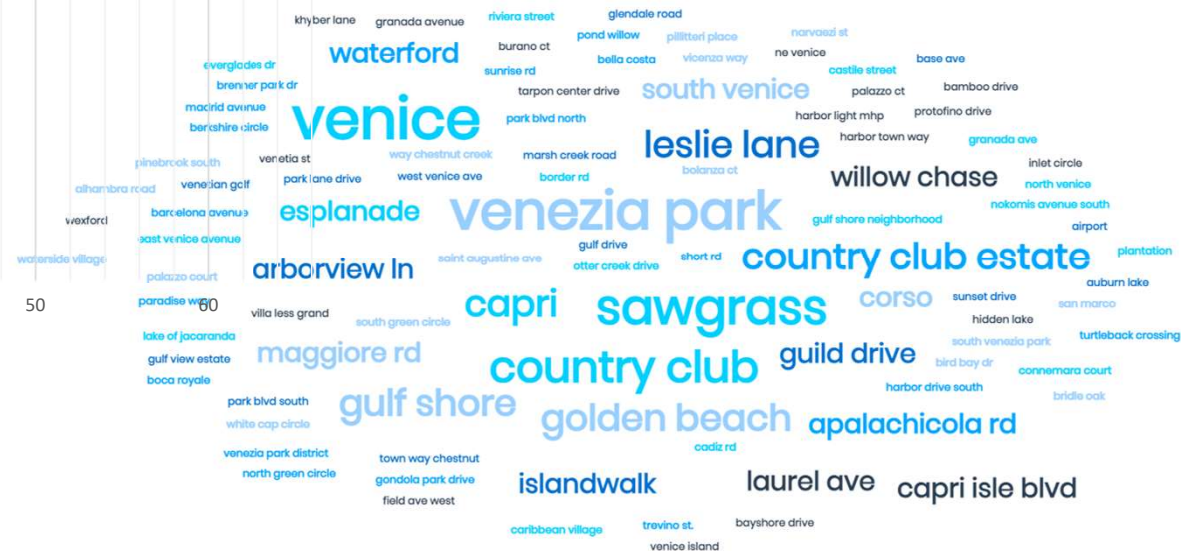 glendale road
khyber lane granada avenue riviera street
pond willow pillitteri place narvaezi st
waterford burano ct bella costa vicenza way ne venice base ave
everglades dr sunrise rd castile street
brenner park dr tarpon center drive south venice palazzo ct bamboo drive
madrid avenue venice park blvd north harbor light mhp protofino drive
berkshire circle leslie lane harbor town way granada ave
pinebrook south venetia st way chestnut creek marsh creek road bolanza ct inlet circle
alhambra road venetian golf park lane drive west venice ave border rd willow chase north venice
wexford barcelona avenue esplanade venezia park gulf shore neighborhood nokomis avenue south
east venice avenue gulf drive airport
waterside village arborview ln saint augustine ave otter creek drive short rd country club estate plantation
palazzo court auburn lake
50 paradise way 60 villa less grand capri sawgrass corso sunset drive san marco
south green circle hidden lake
lake of jacaranda south venezia park turtleback crossing
gulf view estate maggiore rd country club guild drive bird bay dr connemara court
boca royale harbor drive south bridle oak
park blvd south gulf shore golden beach apalachicola rd
white cap circle
venezia park district town way chestnut cadiz rd
north green circle gondola park drive islandwalk laurel ave capri isle blvd
field ave west
caribbean village trevino st. bayshore drive
venice island